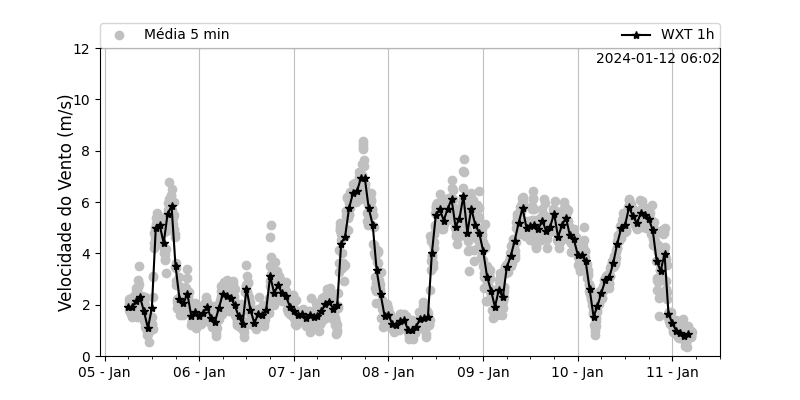 Média 5 min
WXT 1h
2024-01-12 06:02
Velocidade do Vento (m/s)
12
10
8
6
4
2
0
05 - Jan
06 - Jan
07 - Jan
08 - Jan
09 - Jan
10 - Jan
11 - Jan